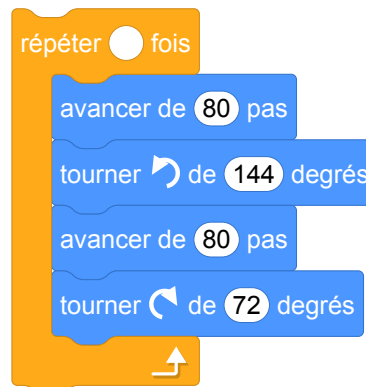 répéter fois
avancer de 80 pas
tourner de 144 degrés
avancer de 80 pas
tourner de 72 degrés